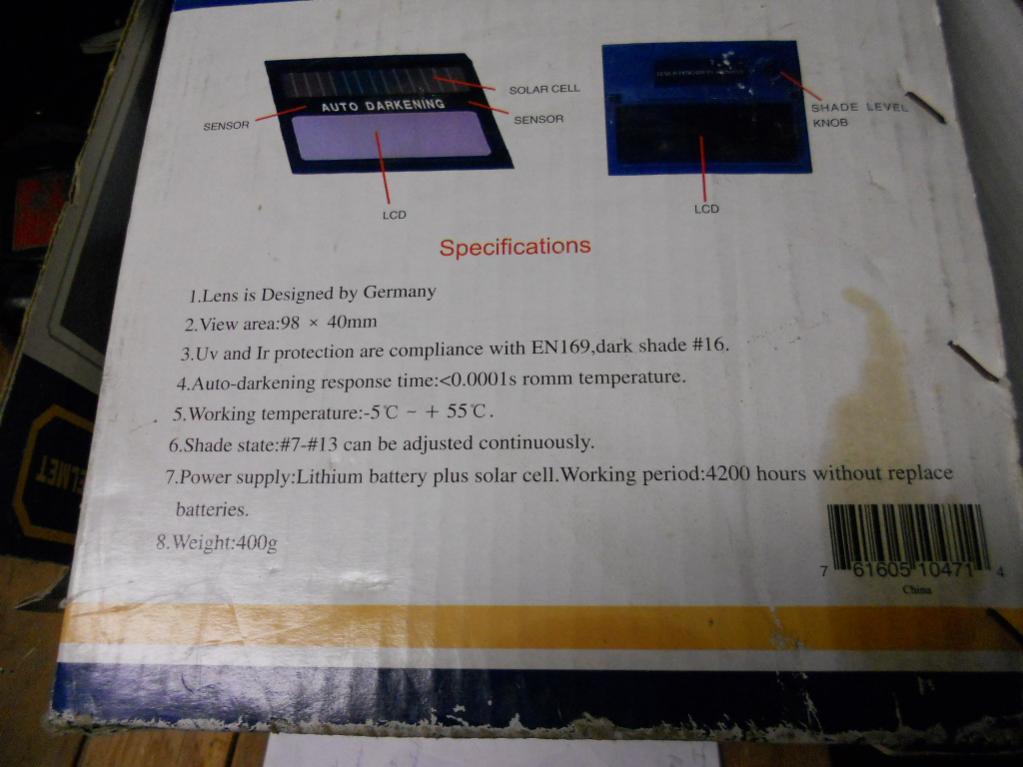 SOLAR CELL
AUTO DARKENING
SENSOR
SENSOR
LCD
SHADE LEVEL
KNOB
LCD
Specifications
1.Lens is Designed by Germany
2.View area:98 × 40mm
3.Uv and Ir protection are compliance with EN169,dark shade #16.
4.Auto-darkening response time:<0.0001s romm temperature.
5.Working temperature:-5℃ ~ + 55℃.
6.Shade state:#7-#13 can be adjusted continuously.
7.Power supply:Lithium battery plus solar cell.Working period:4200 hours without replace
batteries.
8.Weight:400g
7 61605 10471 4
China
HELMET